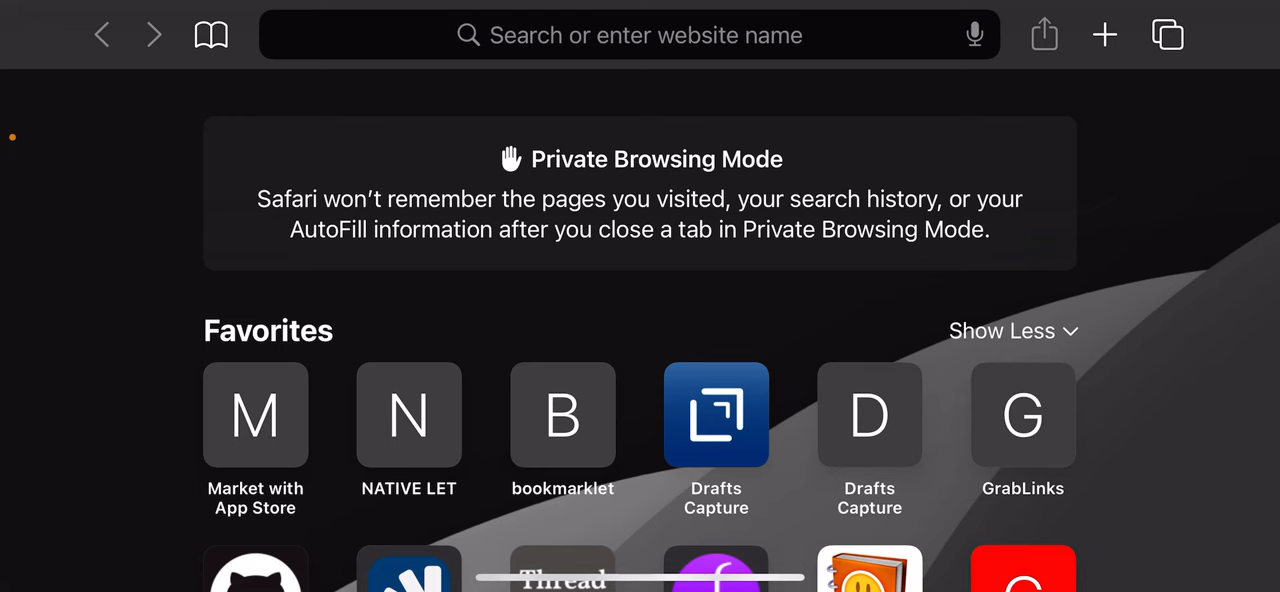 Search or enter website name
Private Browsing Mode
Safari won’t remember the pages you visited, your search history, or your
AutoFill information after you close a tab in Private Browsing Mode.
Favorites
Show Less
M
N
B
D
G
Market with
App Store
NATIVE LET
bookmarklet
Drafts
Capture
Drafts
Capture
GrabLinks
Thread